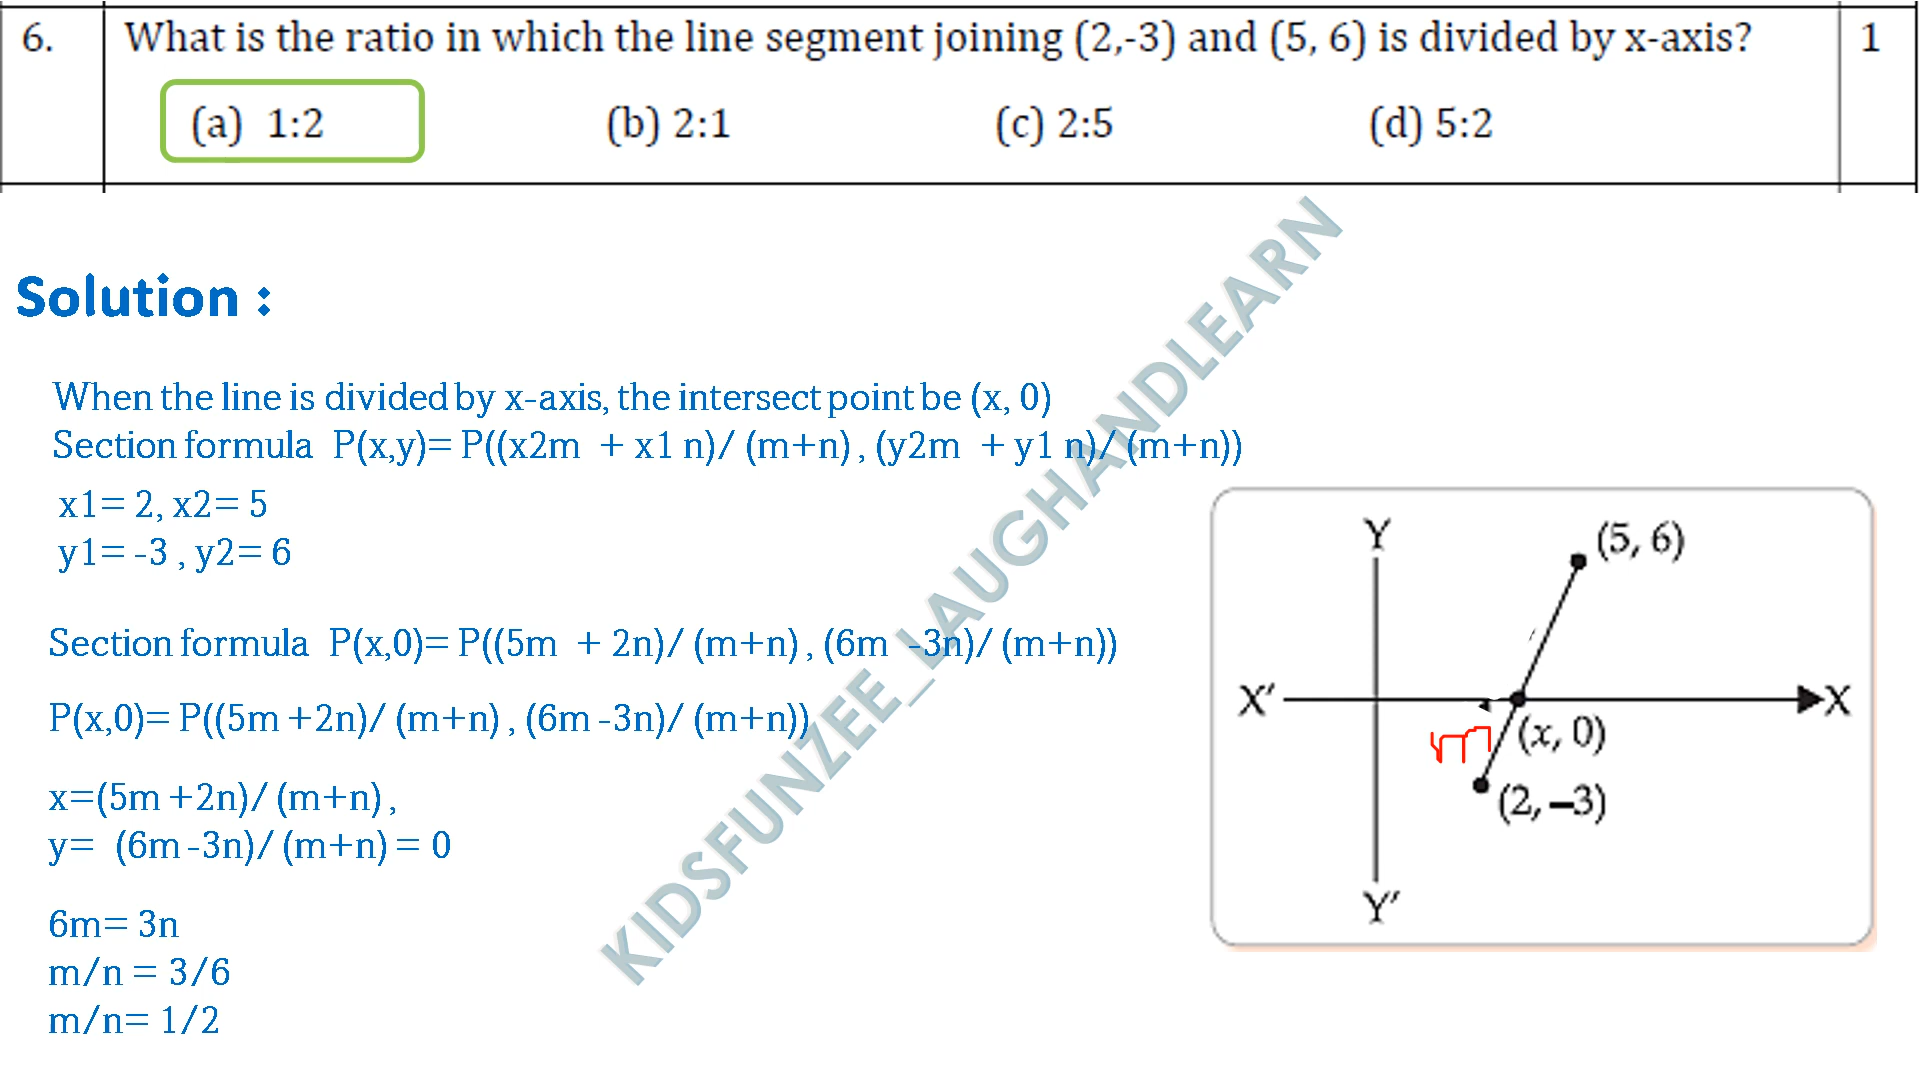 6. What is the ratio in which the line segment joining (2,-3) and (5, 6) is divided by x-axis? 1
(a) 1:2 (b) 2:1 (c) 2:5 (d) 5:2
Solution :
When the line is divided by x-axis, the intersect point be (x, 0)
Section formula P(x,y)= P((x2m + x1 n)/ (m+n) , (y2m + y1 n)/ (m+n))
x1= 2, x2= 5
y1= -3 , y2= 6
Section formula P(x,0)= P((5m + 2n)/ (m+n) , (6m -3n)/ (m+n))
P(x,0)= P((5m +2n)/ (m+n) , (6m -3n)/ (m+n))
x=(5m +2n)/ (m+n) ,
y= (6m -3n)/ (m+n) = 0
6m= 3n
m/n = 3/6
m/n= 1/2
Y
(5, 6)
X′ X
m (x, 0)
(2, –3)
Y′
KIDSFUNZEE_LAUGHANDLEARN